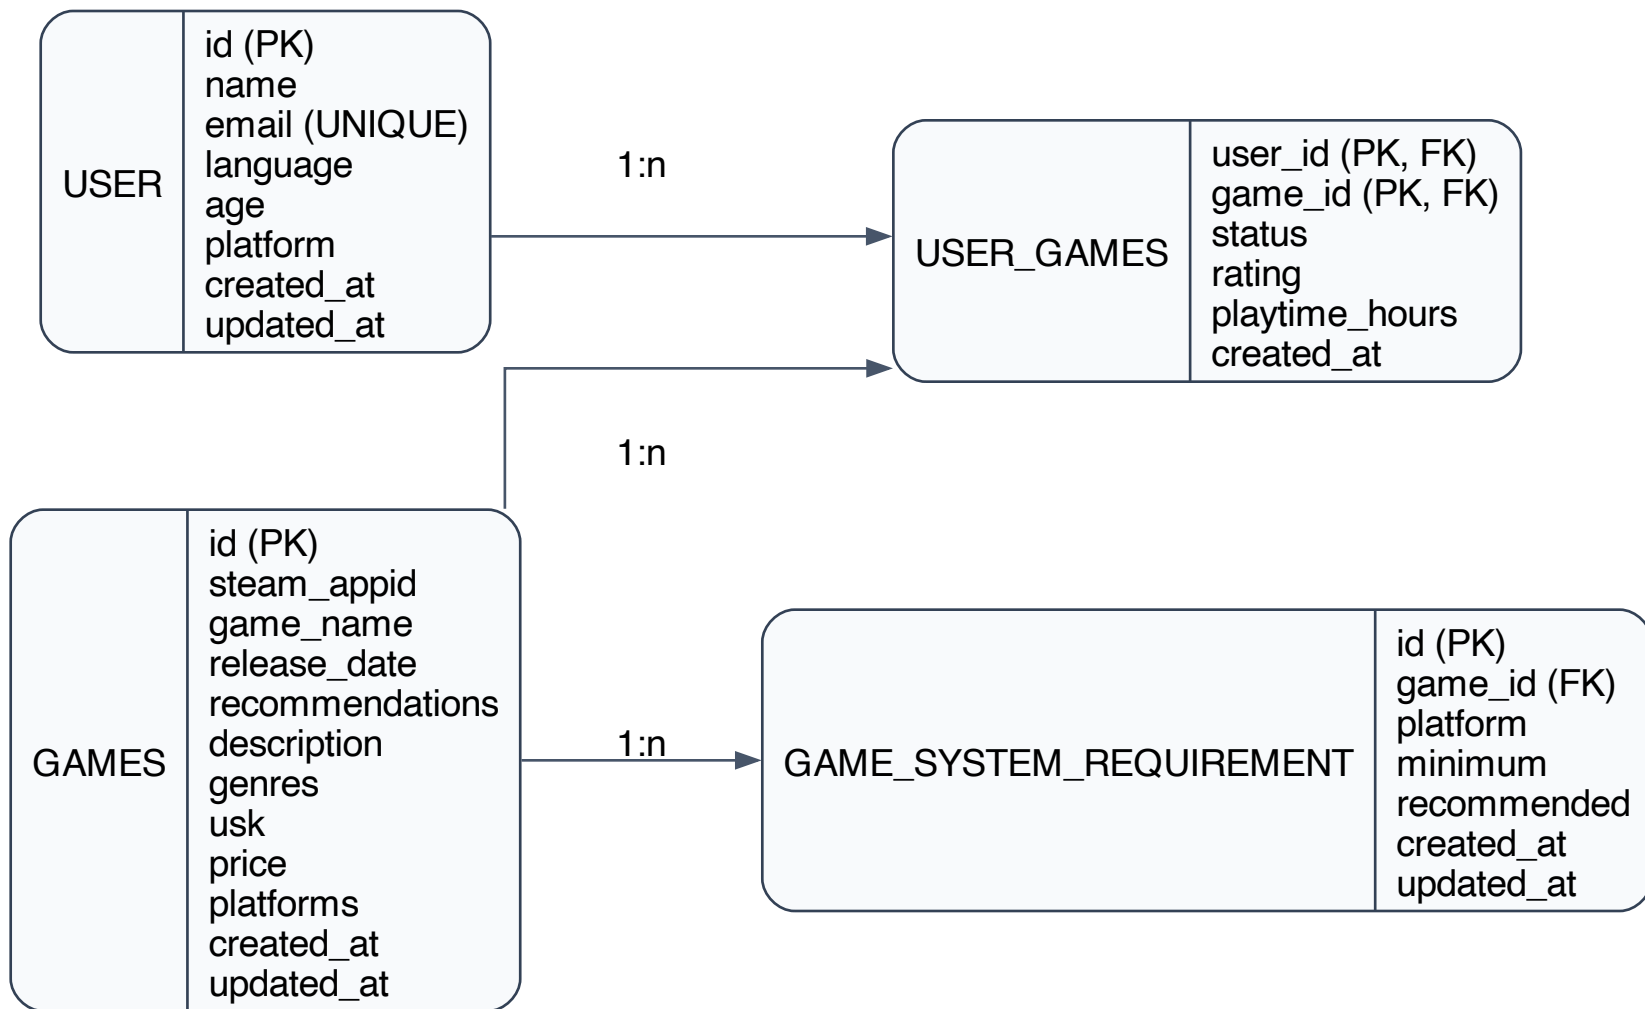 USER
id (PK)
name
email (UNIQUE)
language
age
platform
created_at
updated_at
1:n
USER_GAMES
user_id (PK, FK)
game_id (PK, FK)
status
rating
playtime_hours
created_at
1:n
GAMES
id (PK)
steam_appid
game_name
release_date
recommendations
description
genres
usk
price
platforms
created_at
updated_at
1:n
GAME_SYSTEM_REQUIREMENT
id (PK)
game_id (FK)
platform
minimum
recommended
created_at
updated_at